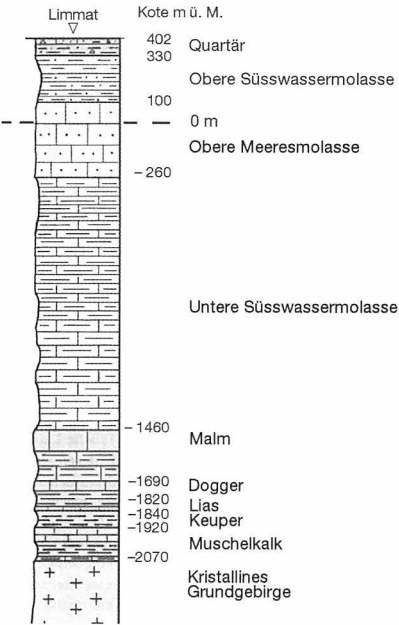 Limmat
Kote m ü. M.
402
Quartär
330
Obere Süsswassermolasse
100
0 m
Obere Meeresmolasse
–260
Untere Süsswassermolasse
–1460
Malm
–1690
Dogger
–1820
Lias
–1840
Keuper
–1920
Muschelkalk
–2070
Kristallines
Grundgebirge